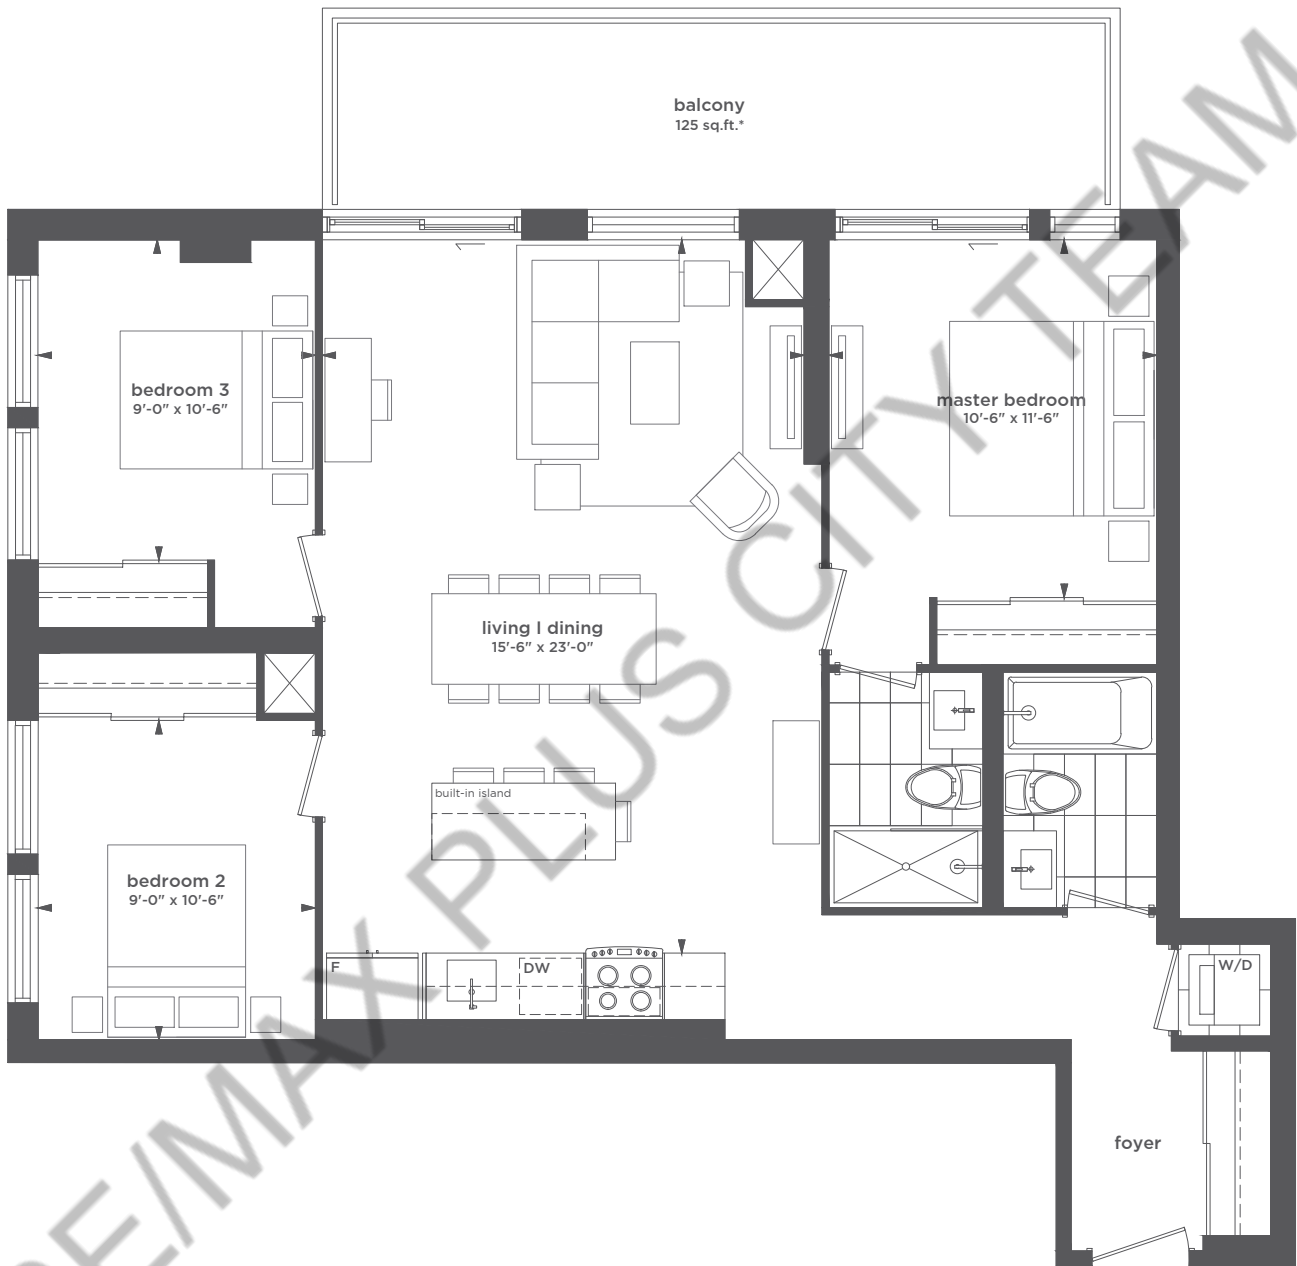 balcony
125 sq.ft.*
bedroom 3
9'-0" x 10'-6"
master bedroom
10'-6" x 11'-6"
living | dining
15'-6" x 23'-0"
built-in island
bedroom 2
9'-0" x 10'-6"
F
DW
W/D
foyer
RE/MAX PLUS CITY TEAM